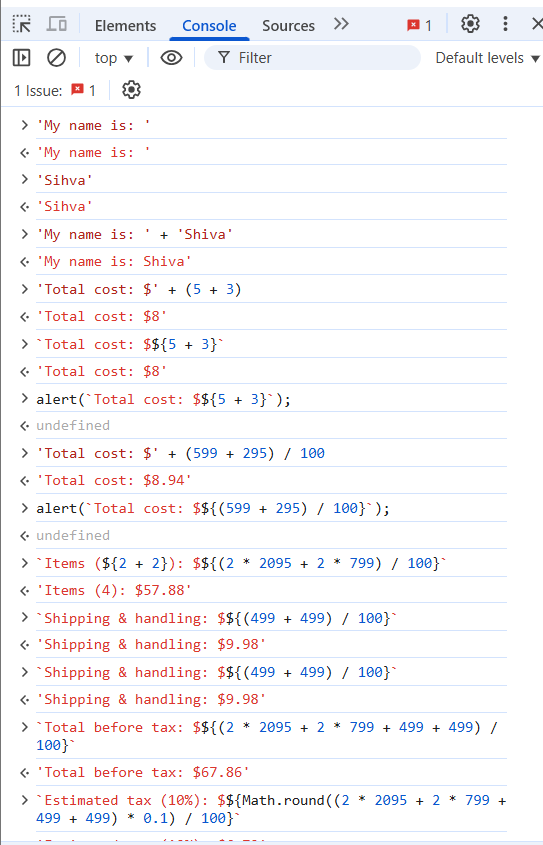 Elements Console Sources 1
top Filter Default levels
1 Issue: 1
> 'My name is: '
'My name is: '
> 'Sihva'
'Sihva'
> 'My name is: ' + 'Shiva'
'My name is: Shiva'
> 'Total cost: $' + (5 + 3)
'Total cost: $8'
> `Total cost: $${5 + 3}`
'Total cost: $8'
> alert(`Total cost: $${5 + 3}`);
undefined
> 'Total cost: $' + (599 + 295) / 100
'Total cost: $8.94'
> alert(`Total cost: $${(599 + 295) / 100}`);
undefined
> `Items (${2 + 2}): $${(2 * 2095 + 2 * 799) / 100}`
'Items (4): $57.88'
> `Shipping & handling: $${(499 + 499) / 100}`
'Shipping & handling: $9.98'
> `Shipping & handling: $${(499 + 499) / 100}`
'Shipping & handling: $9.98'
> `Total before tax: $${(2 * 2095 + 2 * 799 + 499 + 499) /
100}`
'Total before tax: $67.86'
> `Estimated tax (10%): $${Math.round((2 * 2095 + 2 * 799 +
499 + 499) * 0.1) / 100}`